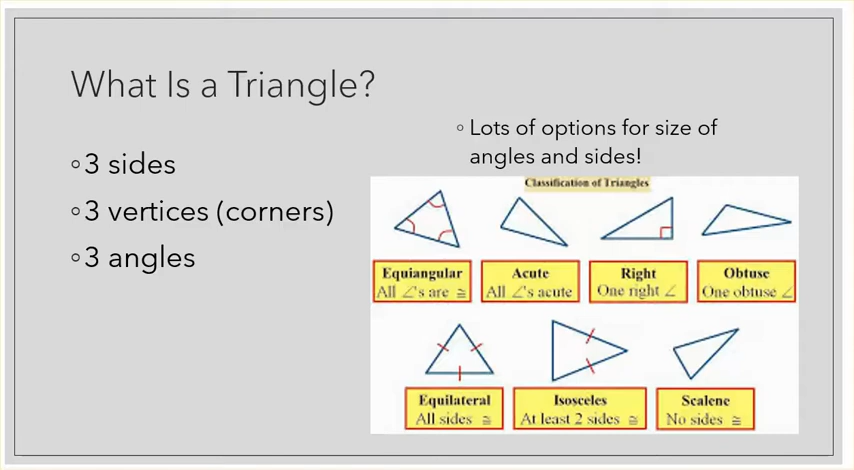 What Is a Triangle?
◦3 sides
◦3 vertices (corners)
◦3 angles
◦ Lots of options for size of
angles and sides!
Classification of Triangles
Equiangular
All ∠'s are ≅
Acute
All ∠'s acute
Right
One right ∠
Obtuse
One obtuse ∠
Equilateral
All sides ≅
Isosceles
At least 2 sides ≅
Scalene
No sides ≅